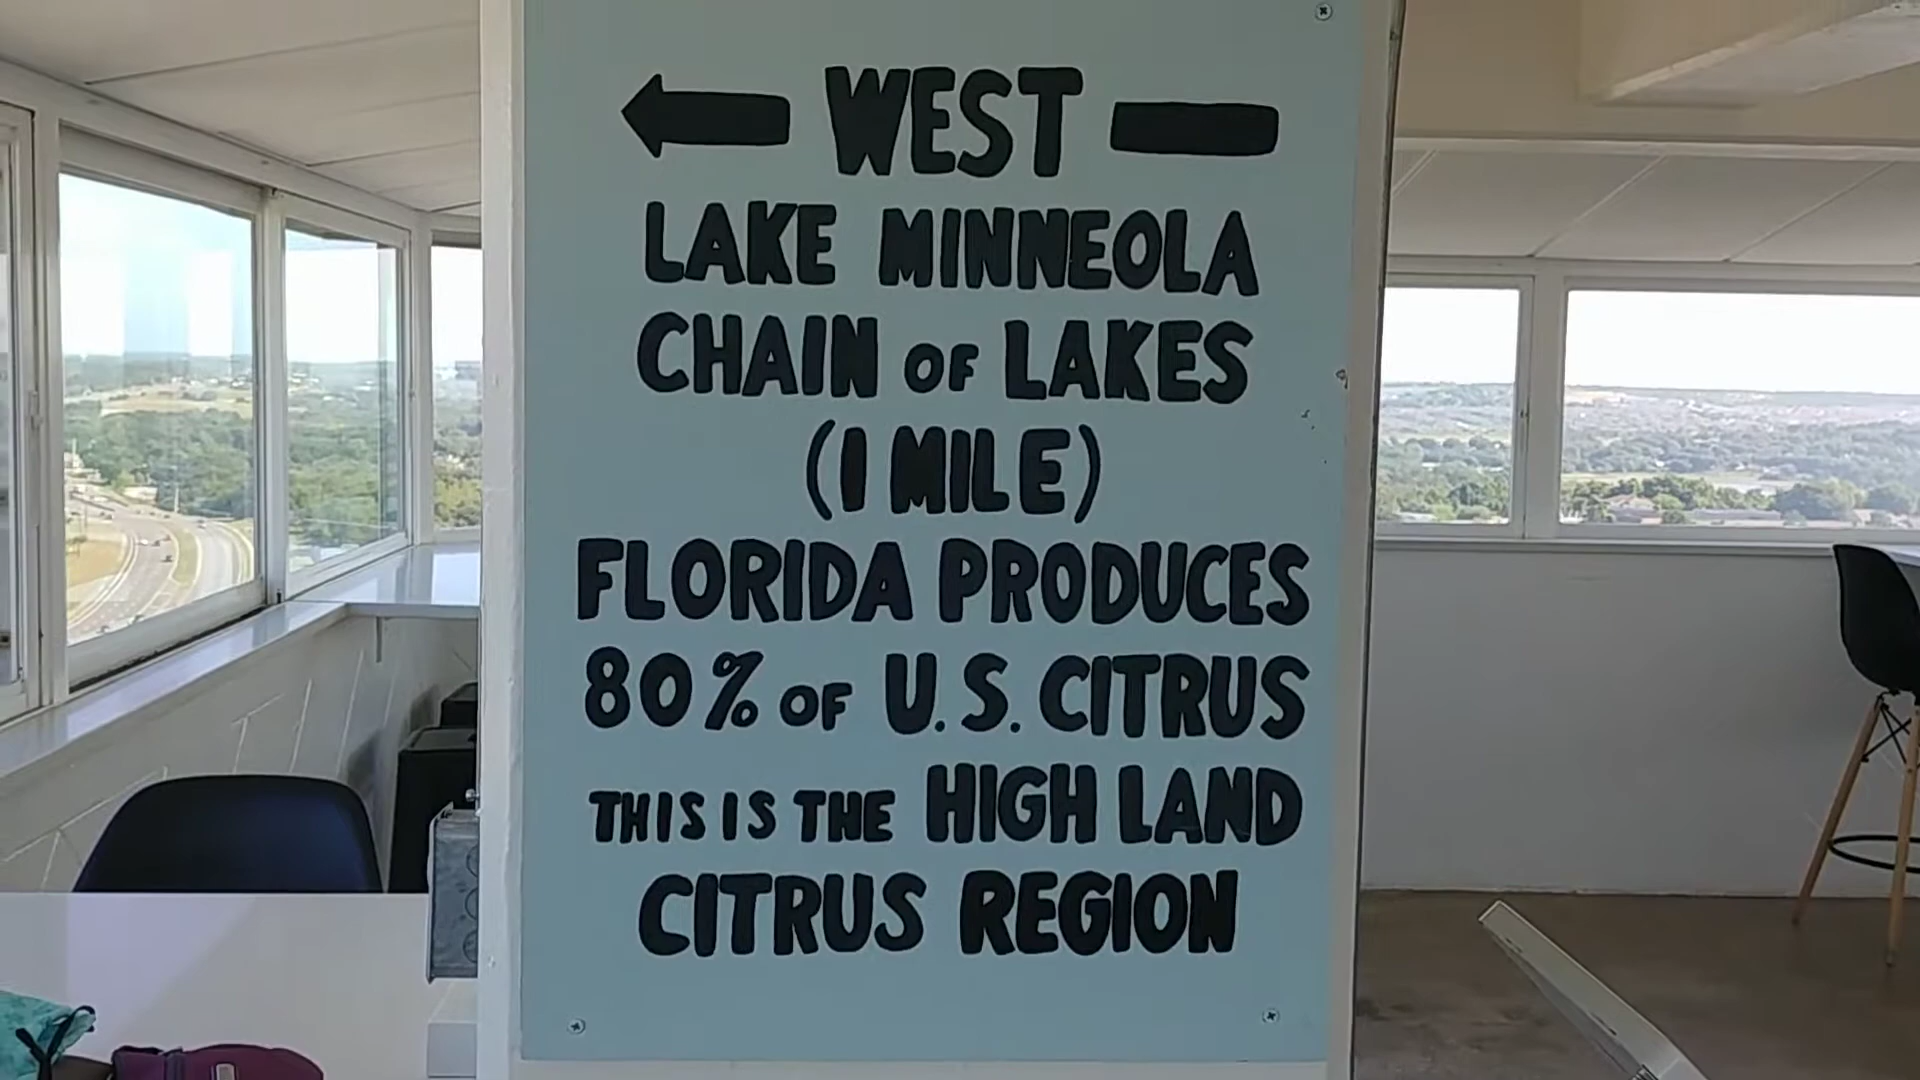 WEST
LAKE MINNEOLA
CHAIN OF LAKES
(1 MILE)
FLORIDA PRODUCES
80% OF U.S. CITRUS
THIS IS THE HIGH LAND
CITRUS REGION